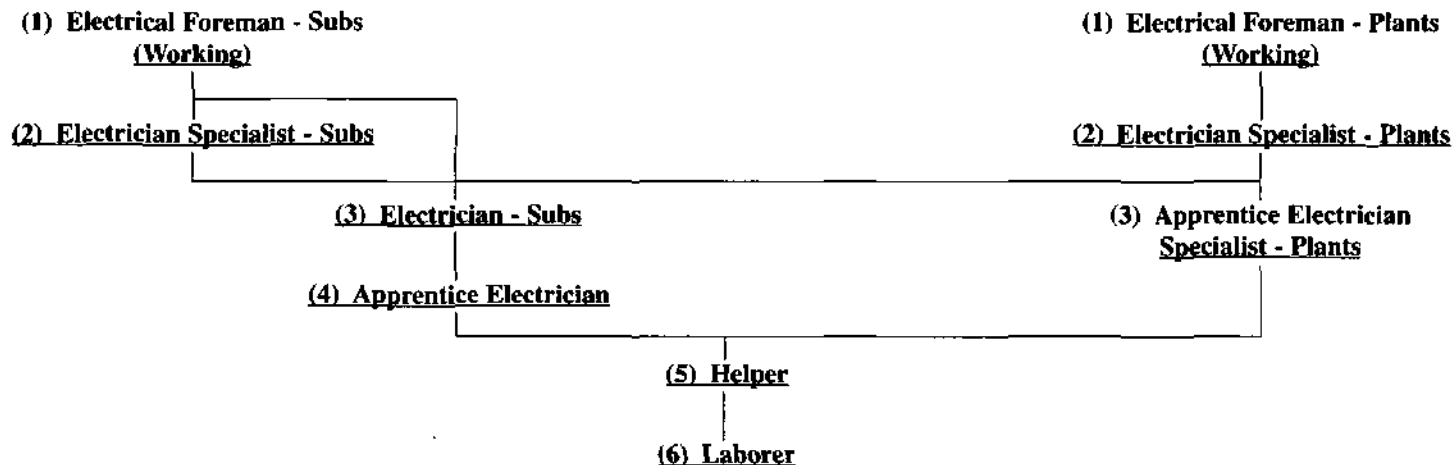 (1) Electrical Foreman - Subs
(Working)
(1) Electrical Foreman - Plants
(Working)
(2) Electrician Specialist - Subs
(2) Electrician Specialist - Plants
(3) Electrician - Subs
(3) Apprentice Electrician
Specialist - Plants
(4) Apprentice Electrician
(5) Helper
(6) Laborer